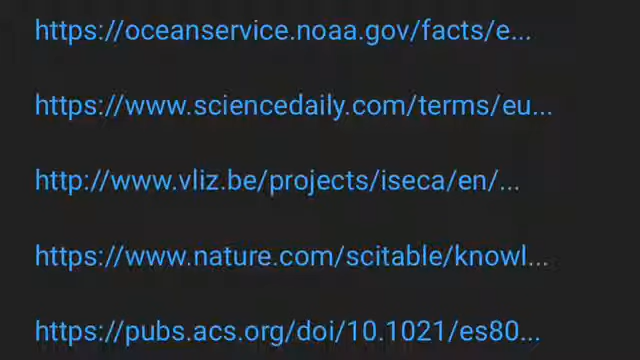 https://oceanservice.noaa.gov/facts/e...
https://www.sciencedaily.com/terms/eu...
http://www.vliz.be/projects/iseca/en/...
https://www.nature.com/scitable/knowl...
https://pubs.acs.org/doi/10.1021/es80...